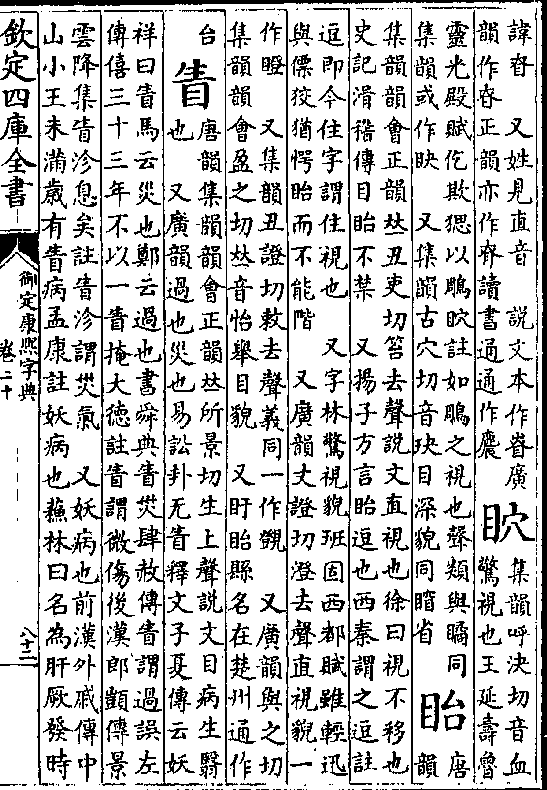 諱眘　又姓見直音　說文本作眷廣
韻作眘正韻亦作眘讀書通通作麎
䀏
集韻呼決切音血
驚視也王延壽魯
靈光殿賦仡欺㥓以鵰䀏註如鵰之視也聲類與矞同
集韻或作䀗　又集韻古穴切音玦目深貌同䁵省
眙
唐
韻
集韻韻會正韻𠀤丑吏切笞去聲說文直視也徐曰視不移也
史記滑稽傳目眙不禁　又揚子方言眙逗也西秦謂之逗註
逗即今住字謂住視也　又字林驚視貌班固西都賦雖輕迅
與僄狡猶愕眙而不能階　又廣韻丈證切澄去聲直視貌一
作瞪　又集韻丑證切敕去聲義同一作覴　又廣韻與之切
集韻韻會盈之切𠀤音怡舉目貌　又盱眙縣名在楚州通作
台
眚
唐韻集韻韻會正韻𠀤所景切生上聲說文目病生翳
也　又廣韻過也災也易訟卦无眚釋文子夏傳云妖
祥曰眚馬云災也鄭云過也書舜典眚災肆赦傳眚謂過誤左
傳僖三十三年不以一眚掩大德註眚謂微傷後漢郎顗傳景
雲降集眚沴息矣註眚沴謂災氣　又妖病也前漢外戚傳中
山小王未滿歲有眚病孟康註妖病也蘇林曰名為肝厥發時
欽定四庫全書
御定康熙字典
卷二十
八十二